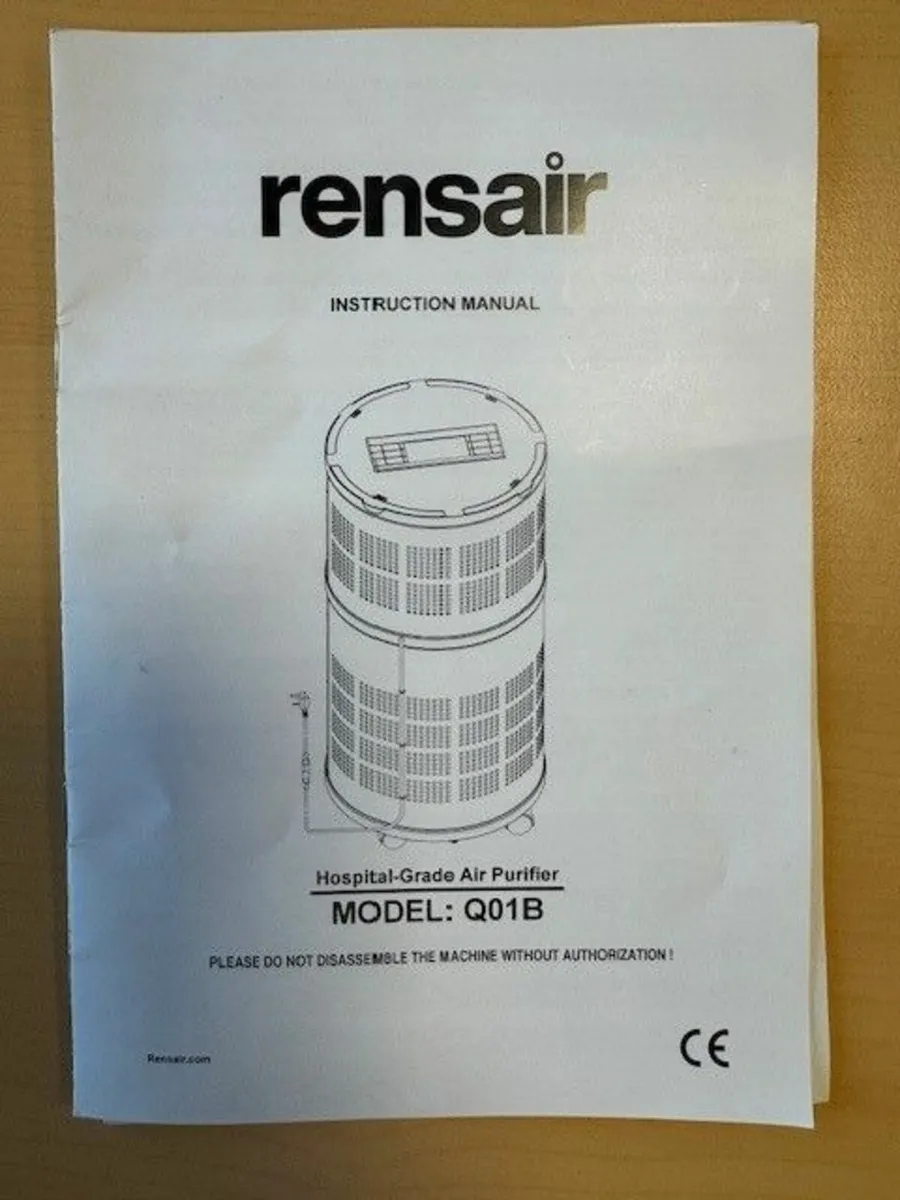 rensair
INSTRUCTION MANUAL
Hospital-Grade Air Purifier
MODEL: Q01B
PLEASE DO NOT DISASSEMBLE THE MACHINE WITHOUT AUTHORIZATION !
Rensair.com
CE